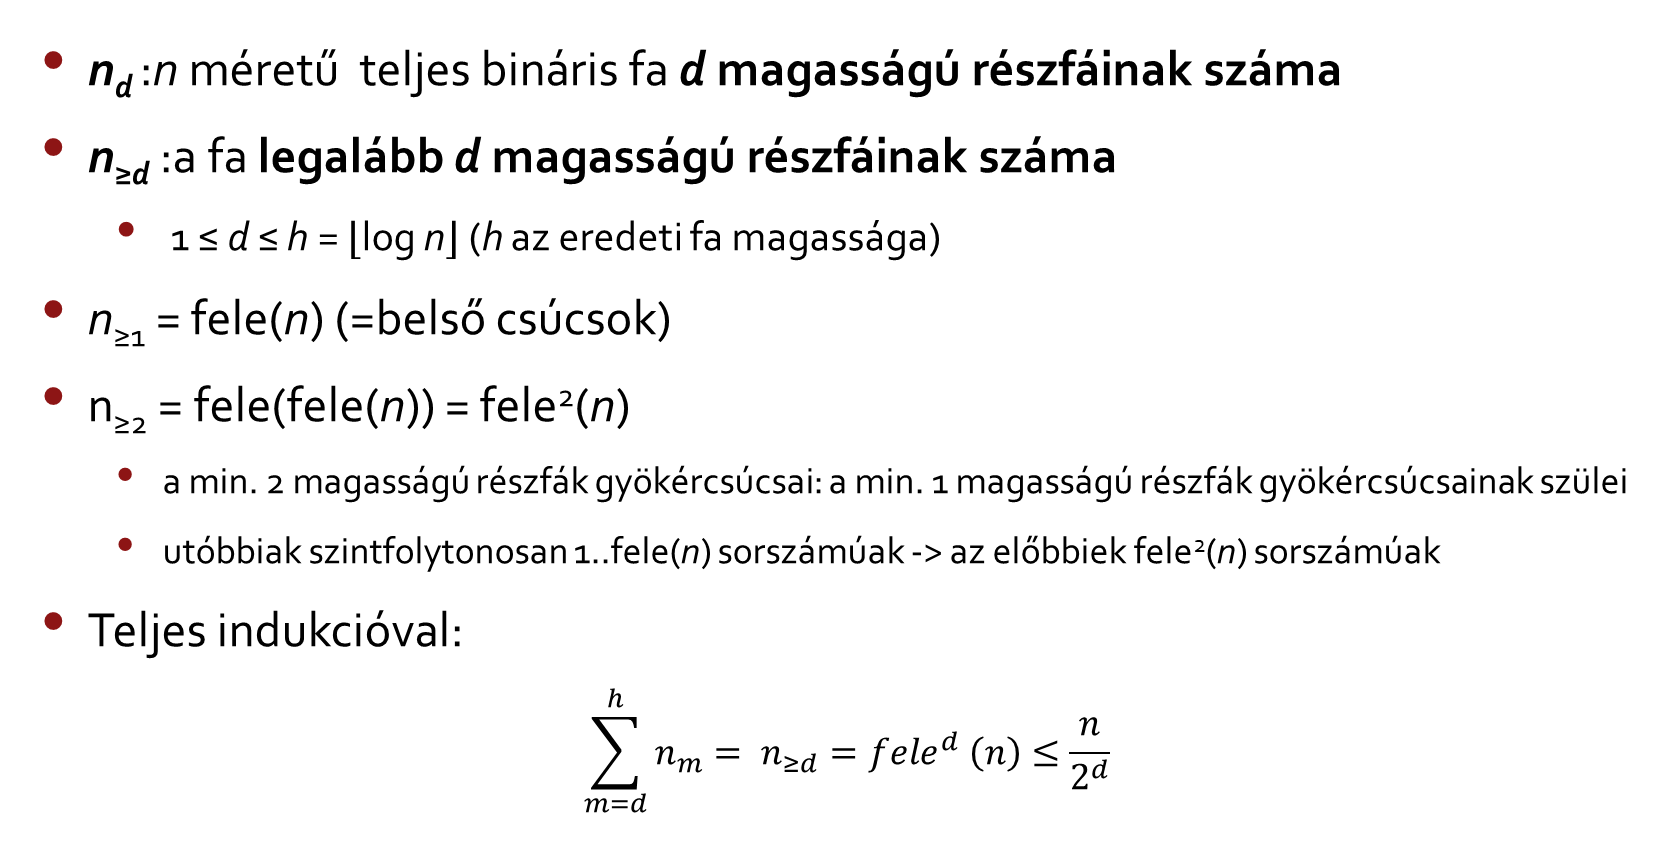 • n_d :n méretű teljes bináris fa d magasságú részfáinak száma
• n_≥d :a fa legalább d magasságú részfáinak száma
• 1 ≤ d ≤ h = ⌊log n⌋ (h az eredeti fa magassága)
• n_≥1 = fele(n) (=belső csúcsok)
• n_≥2 = fele(fele(n)) = fele²(n)
• a min. 2 magasságú részfák gyökércsúcsai: a min. 1 magasságú részfák gyökércsúcsainak szülei
• utóbbiak szintfolytonosan 1..fele(n) sorszámúak -> az előbbiek fele²(n) sorszámúak
• Teljes indukcióval:
∑_{m=d}^{h} n_m = n_≥d = fele^d (n) ≤ n/2^d